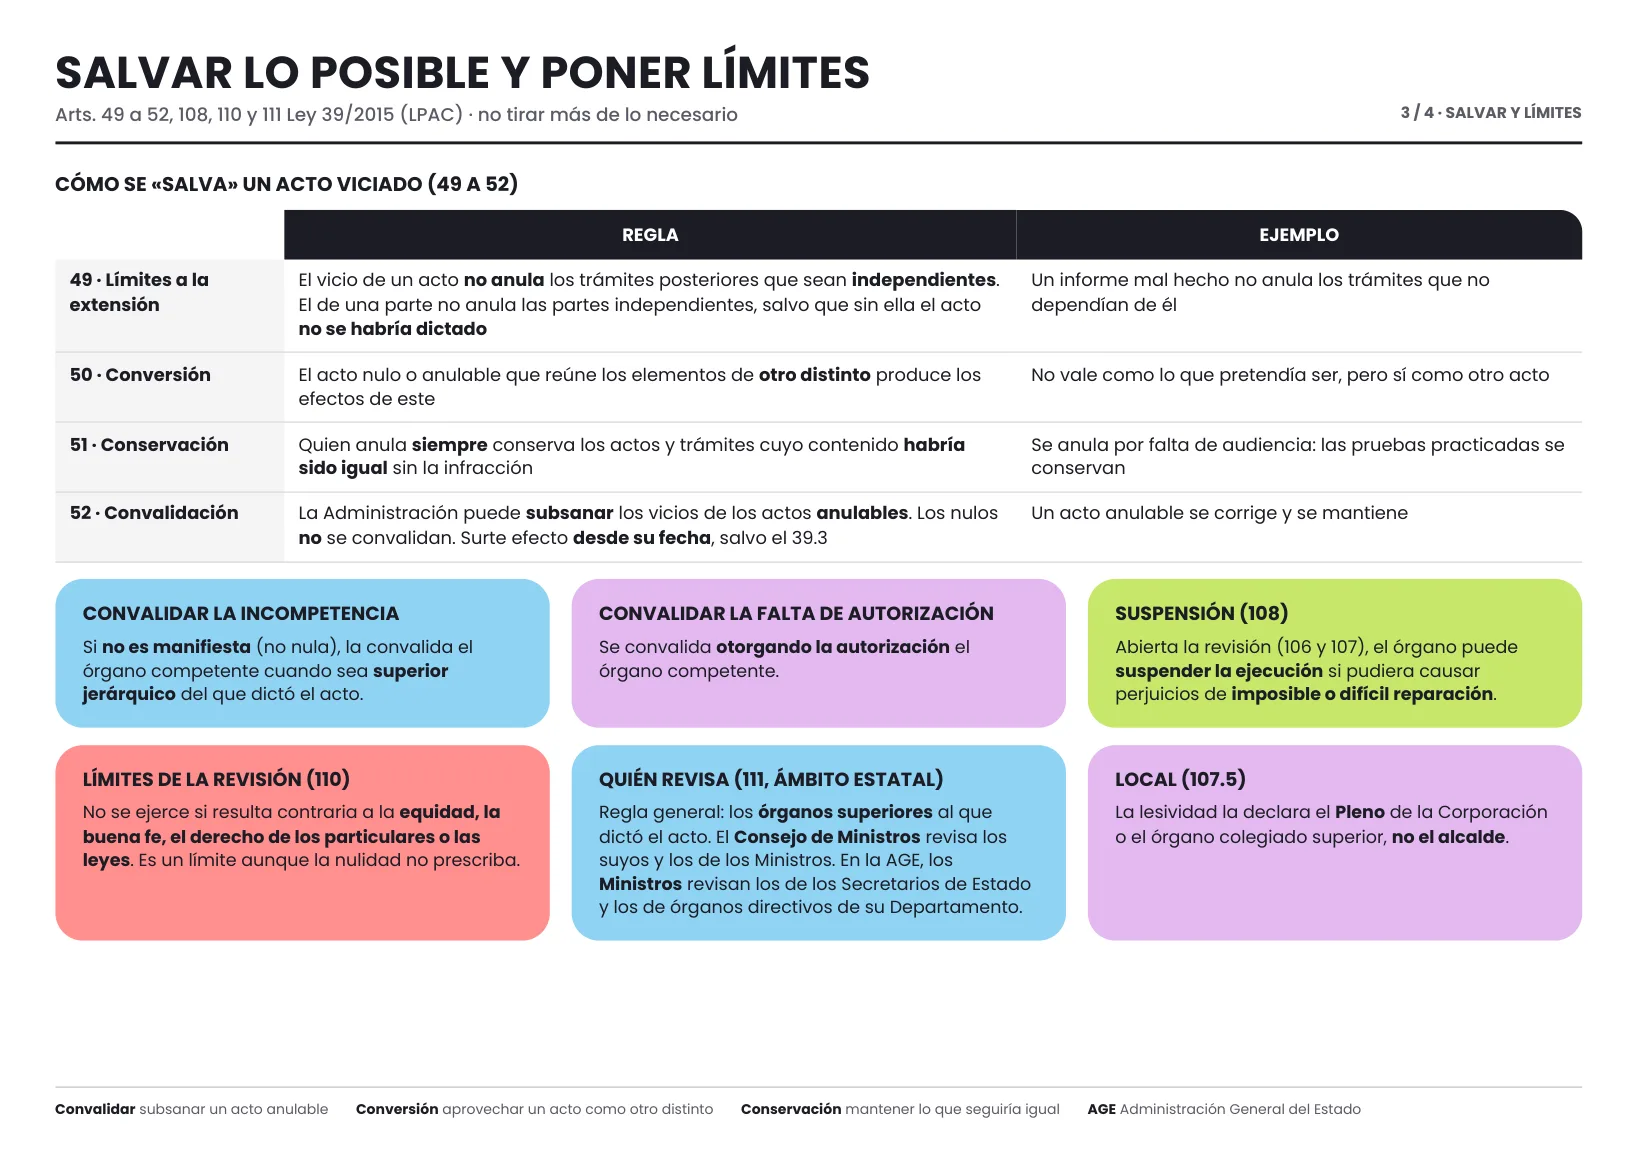 SALVAR LO POSIBLE Y PONER LÍMITES
Arts. 49 a 52, 108, 110 y 111 Ley 39/2015 (LPAC) · no tirar más de lo necesario
3 / 4 · SALVAR Y LÍMITES
CÓMO SE «SALVA» UN ACTO VICIADO (49 A 52)
REGLA
EJEMPLO
49 · Límites a la
extensión
El vicio de un acto no anula los trámites posteriores que sean independientes.
El de una parte no anula las partes independientes, salvo que sin ella el acto
no se habría dictado
Un informe mal hecho no anula los trámites que no
dependían de él
50 · Conversión
El acto nulo o anulable que reúne los elementos de otro distinto produce los
efectos de este
No vale como lo que pretendía ser, pero sí como otro acto
51 · Conservación
Quien anula siempre conserva los actos y trámites cuyo contenido habría
sido igual sin la infracción
Se anula por falta de audiencia: las pruebas practicadas se
conservan
52 · Convalidación
La Administración puede subsanar los vicios de los actos anulables. Los nulos
no se convalidan. Surte efecto desde su fecha, salvo el 39.3
Un acto anulable se corrige y se mantiene
CONVALIDAR LA INCOMPETENCIA
Si no es manifiesta (no nula), la convalida el
órgano competente cuando sea superior
jerárquico del que dictó el acto.
CONVALIDAR LA FALTA DE AUTORIZACIÓN
Se convalida otorgando la autorización el
órgano competente.
SUSPENSIÓN (108)
Abierta la revisión (106 y 107), el órgano puede
suspender la ejecución si pudiera causar
perjuicios de imposible o difícil reparación.
LÍMITES DE LA REVISIÓN (110)
No se ejerce si resulta contraria a la equidad, la
buena fe, el derecho de los particulares o las
leyes. Es un límite aunque la nulidad no prescriba.
QUIÉN REVISA (111, ÁMBITO ESTATAL)
Regla general: los órganos superiores al que
dictó el acto. El Consejo de Ministros revisa los
suyos y los de los Ministros. En la AGE, los
Ministros revisan los de los Secretarios de Estado
y los de órganos directivos de su Departamento.
LOCAL (107.5)
La lesividad la declara el Pleno de la Corporación
o el órgano colegiado superior, no el alcalde.
Convalidar subsanar un acto anulable
Conversión aprovechar un acto como otro distinto
Conservación mantener lo que seguiría igual
AGE Administración General del Estado